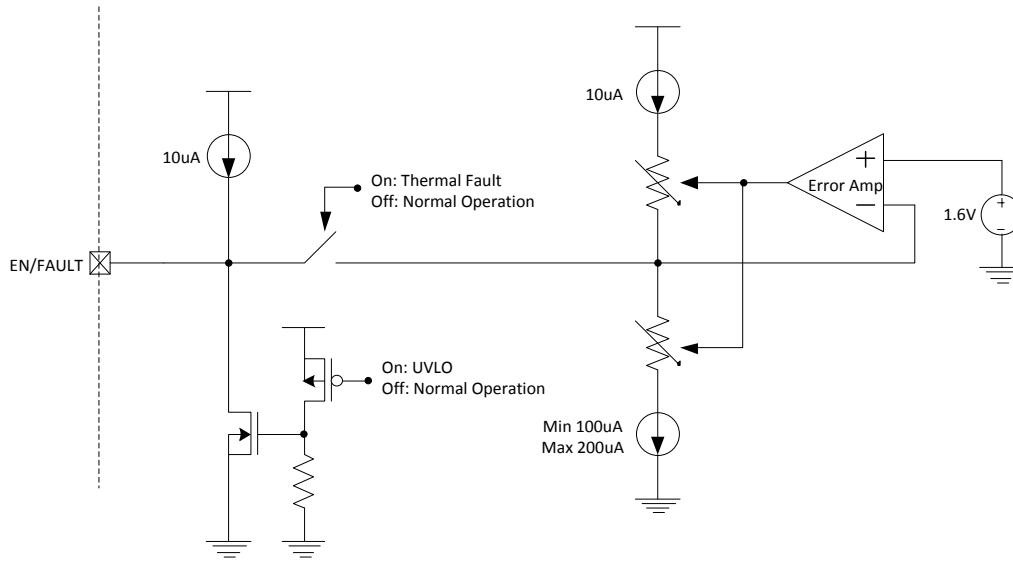 10uA
10uA
On: Thermal Fault
Off: Normal Operation
+
Error Amp
−
+
1.6V
−
EN/FAULT
On: UVLO
Off: Normal Operation
Min 100uA
Max 200uA